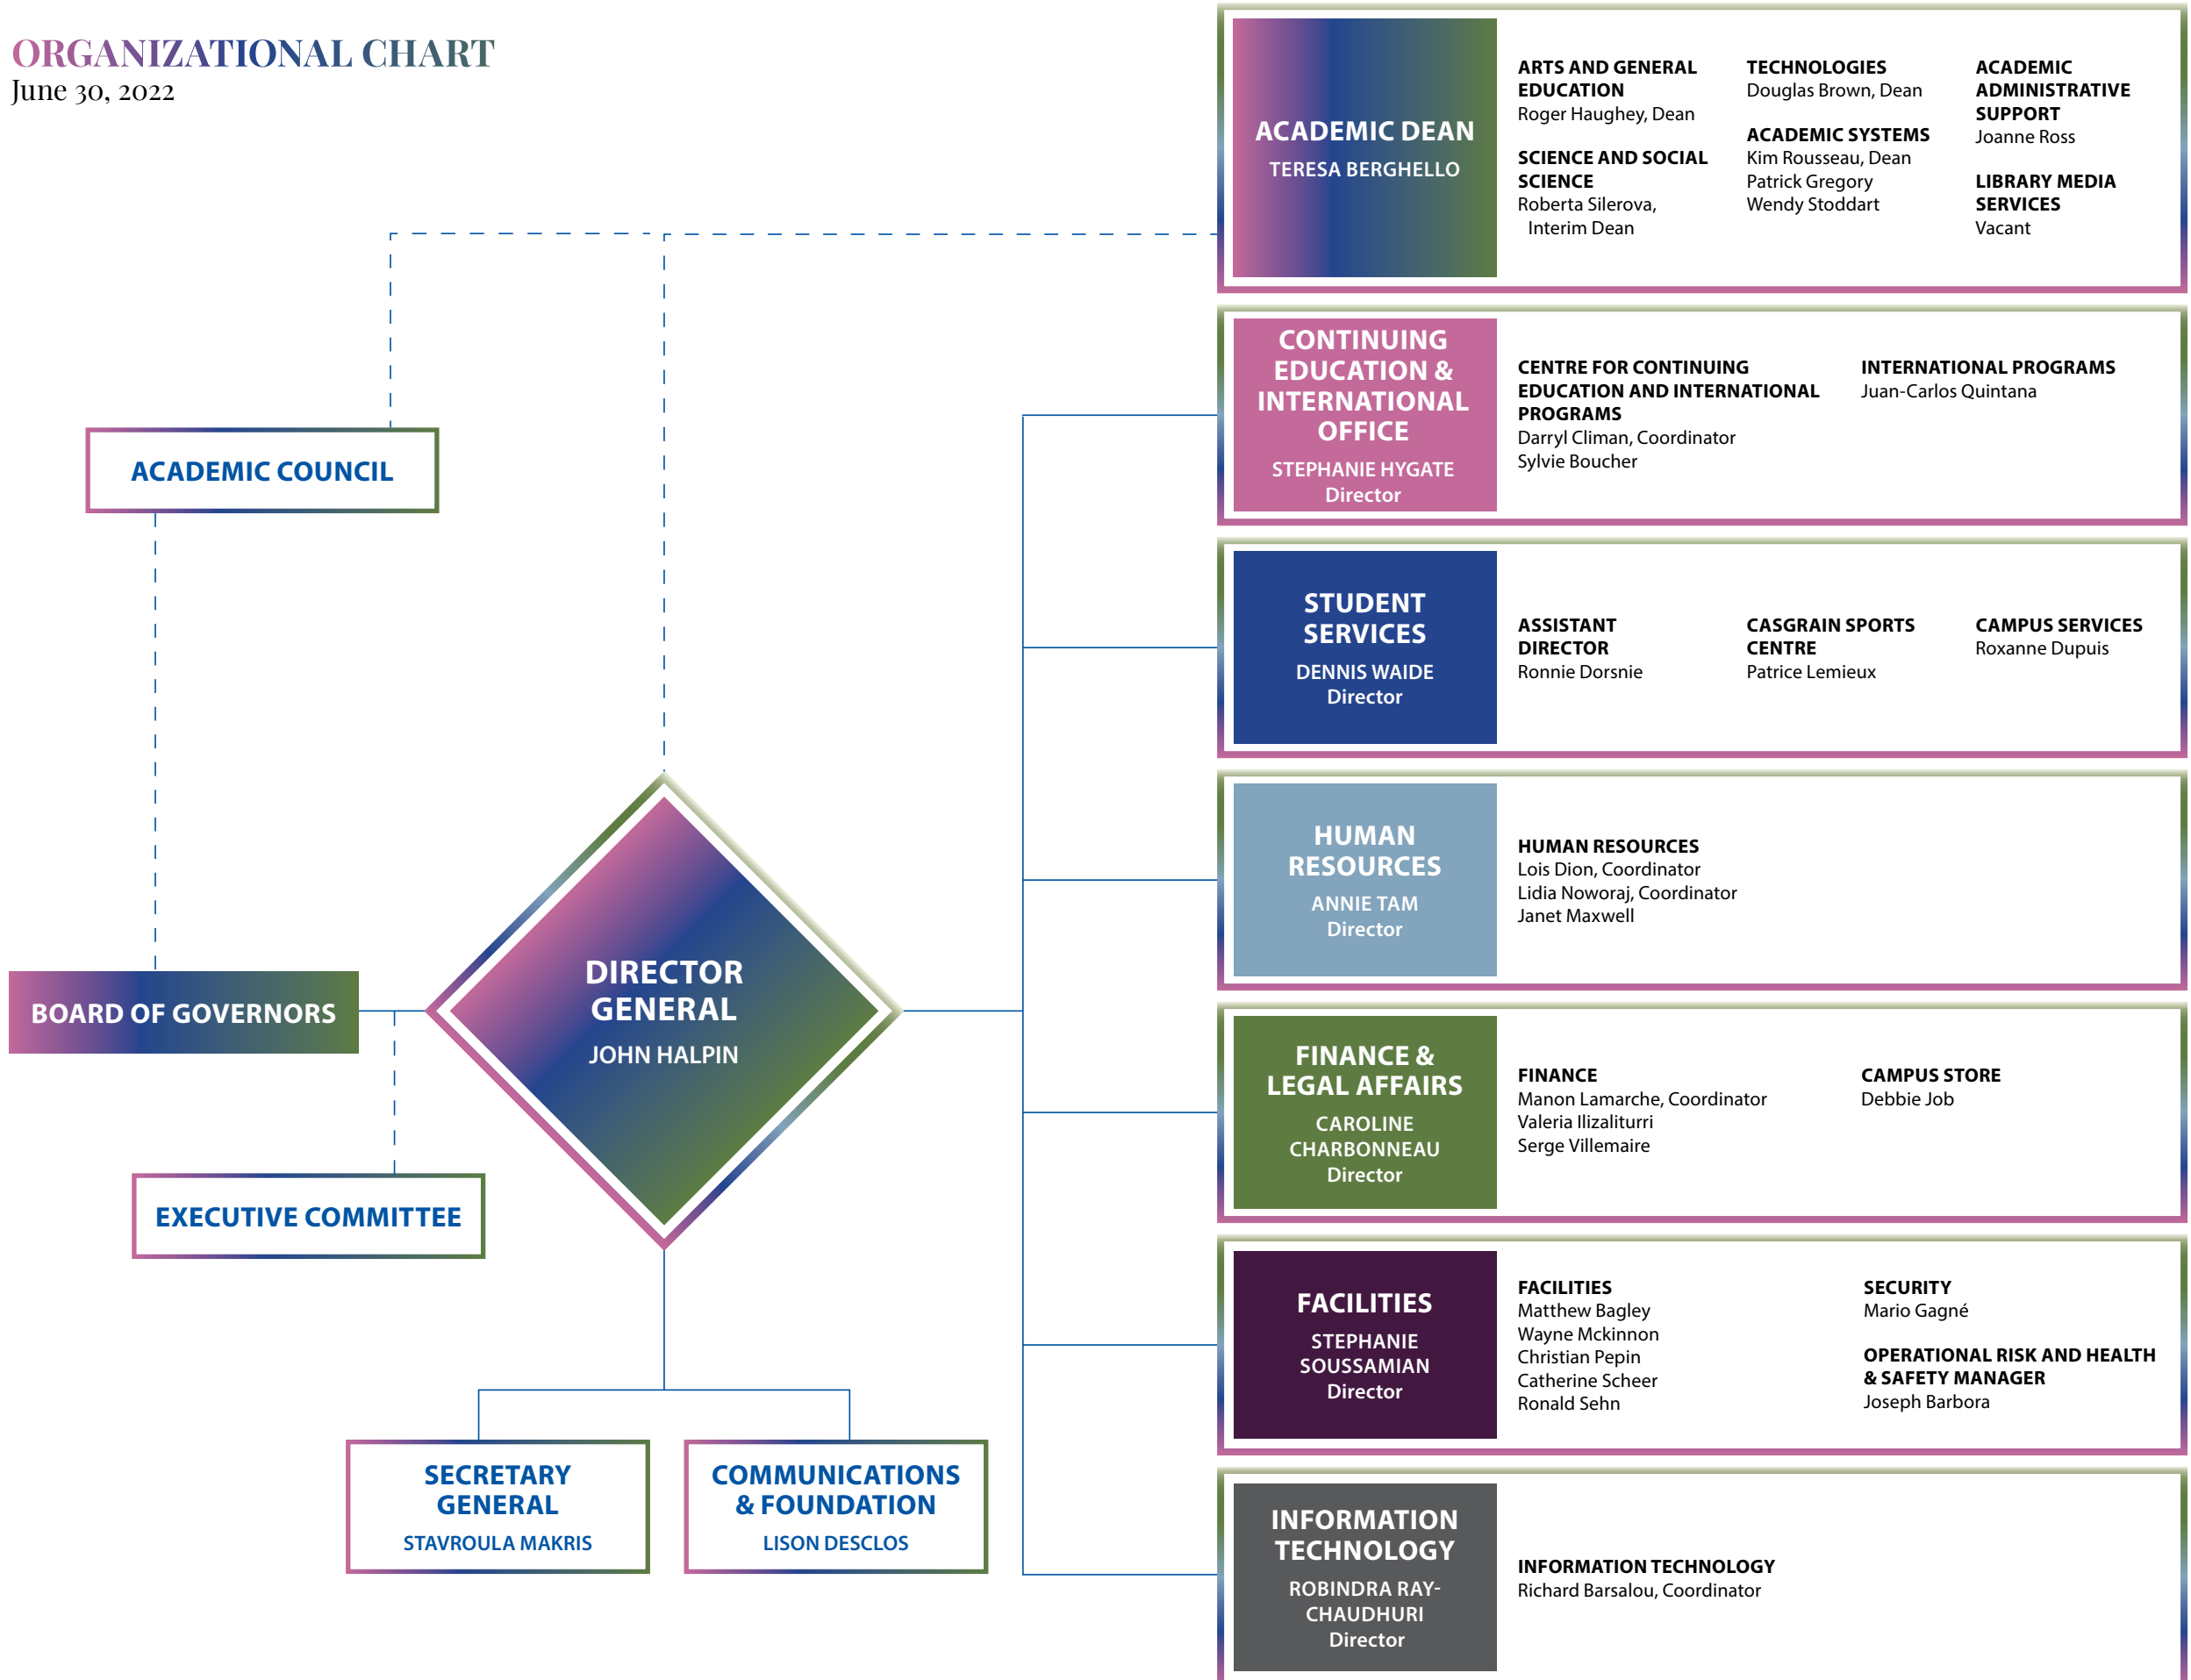 ORGANIZATIONAL CHART
June 30, 2022
ACADEMIC DEAN
TERESA BERGHELLO
ARTS AND GENERAL
EDUCATION
Roger Haughey, Dean
SCIENCE AND SOCIAL
SCIENCE
Roberta Silerova,
Interim Dean
TECHNOLOGIES
Douglas Brown, Dean
ACADEMIC SYSTEMS
Kim Rousseau, Dean
Patrick Gregory
Wendy Stoddart
ACADEMIC
ADMINISTRATIVE
SUPPORT
Joanne Ross
LIBRARY MEDIA
SERVICES
Vacant
CONTINUING
EDUCATION &
INTERNATIONAL
OFFICE
STEPHANIE HYGATE
Director
CENTRE FOR CONTINUING
EDUCATION AND INTERNATIONAL
PROGRAMS
Darryl Climan, Coordinator
Sylvie Boucher
INTERNATIONAL PROGRAMS
Juan-Carlos Quintana
ACADEMIC COUNCIL
STUDENT
SERVICES
DENNIS WAIDE
Director
ASSISTANT
DIRECTOR
Ronnie Dorsnie
CASGRAIN SPORTS
CENTRE
Patrice Lemieux
CAMPUS SERVICES
Roxanne Dupuis
HUMAN
RESOURCES
ANNIE TAM
Director
HUMAN RESOURCES
Lois Dion, Coordinator
Lidia Noworaj, Coordinator
Janet Maxwell
BOARD OF GOVERNORS
DIRECTOR
GENERAL
JOHN HALPIN
FINANCE &
LEGAL AFFAIRS
CAROLINE
CHARBONNEAU
Director
FINANCE
Manon Lamarche, Coordinator
Valeria Ilizaliturri
Serge Villemaire
CAMPUS STORE
Debbie Job
EXECUTIVE COMMITTEE
FACILITIES
STEPHANIE
SOUSSAMIAN
Director
FACILITIES
Matthew Bagley
Wayne Mckinnon
Christian Pepin
Catherine Scheer
Ronald Sehn
SECURITY
Mario Gagné
OPERATIONAL RISK AND HEALTH
& SAFETY MANAGER
Joseph Barbora
SECRETARY
GENERAL
STAVROULA MAKRIS
COMMUNICATIONS
& FOUNDATION
LISON DESCLOS
INFORMATION
TECHNOLOGY
ROBINDRA RAY-
CHAUDHURI
Director
INFORMATION TECHNOLOGY
Richard Barsalou, Coordinator